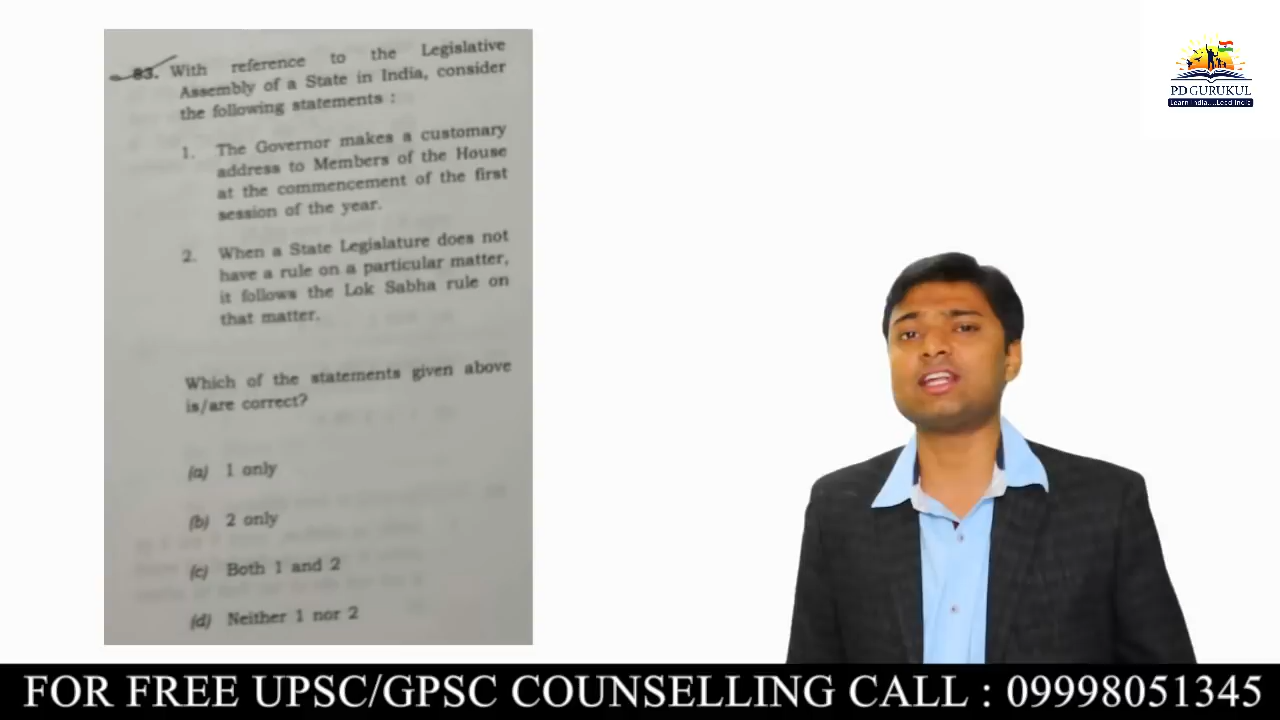 83. With reference to the Legislative
Assembly of a State in India, consider
the following statements :
1. The Governor makes a customary
address to Members of the House
at the commencement of the first
session of the year.
2. When a State Legislature does not
have a rule on a particular matter,
it follows the Lok Sabha rule on
that matter.
Which of the statements given above
is/are correct?
(a) 1 only
(b) 2 only
(c) Both 1 and 2
(d) Neither 1 nor 2
PD GURUKUL
Learn India....Lead India
FOR FREE UPSC/GPSC COUNSELLING CALL : 09998051345